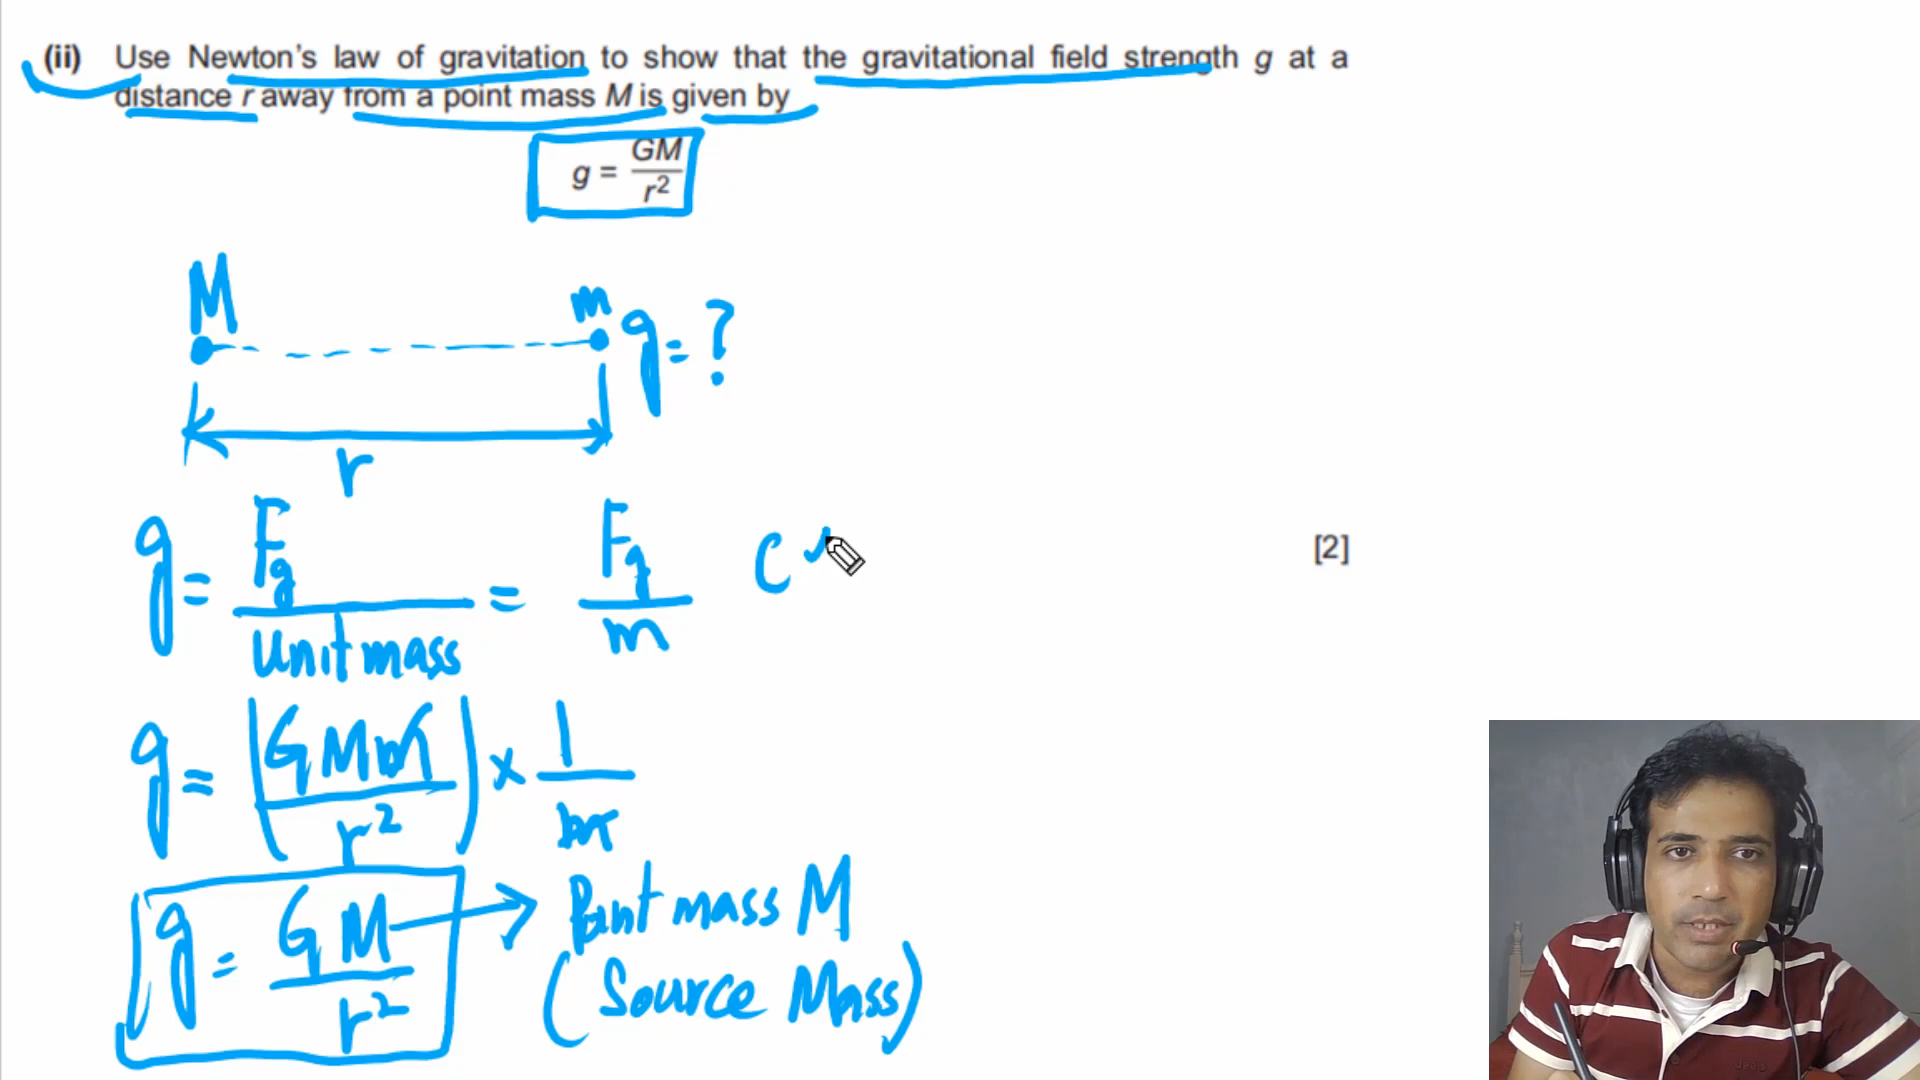 (ii) Use Newton's law of gravitation to show that the gravitational field strength g at a
distance r away from a point mass M is given by
g = GM / r²
M m g = ?
r
g = Fg / Unit mass = Fg / m C
[2]
g = (GMm / r²) × 1 / m
g = GM / r² → Point mass M
(Source Mass)